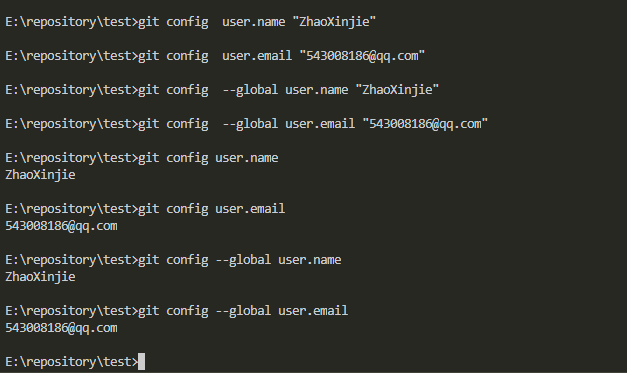 E:\repository\test>git config  user.name "ZhaoXinjie"
E:\repository\test>git config  user.email "543008186@qq.com"
E:\repository\test>git config  --global user.name "ZhaoXinjie"
E:\repository\test>git config  --global user.email "543008186@qq.com"
E:\repository\test>git config user.name
ZhaoXinjie
E:\repository\test>git config user.email
543008186@qq.com
E:\repository\test>git config --global user.name
ZhaoXinjie
E:\repository\test>git config --global user.email
543008186@qq.com
E:\repository\test>